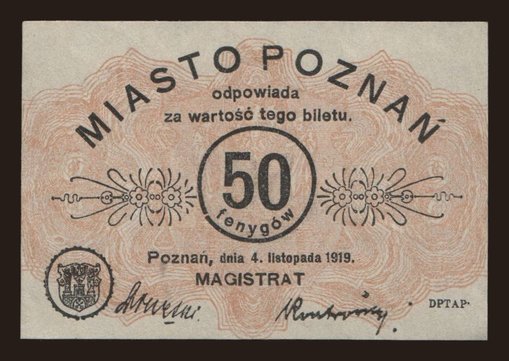 MIASTO POZNAŃ
odpowiada
za wartość tego biletu.
50
fenygów
Poznań, dnia 4. listopada 1919.
MAGISTRAT
DPTAP.